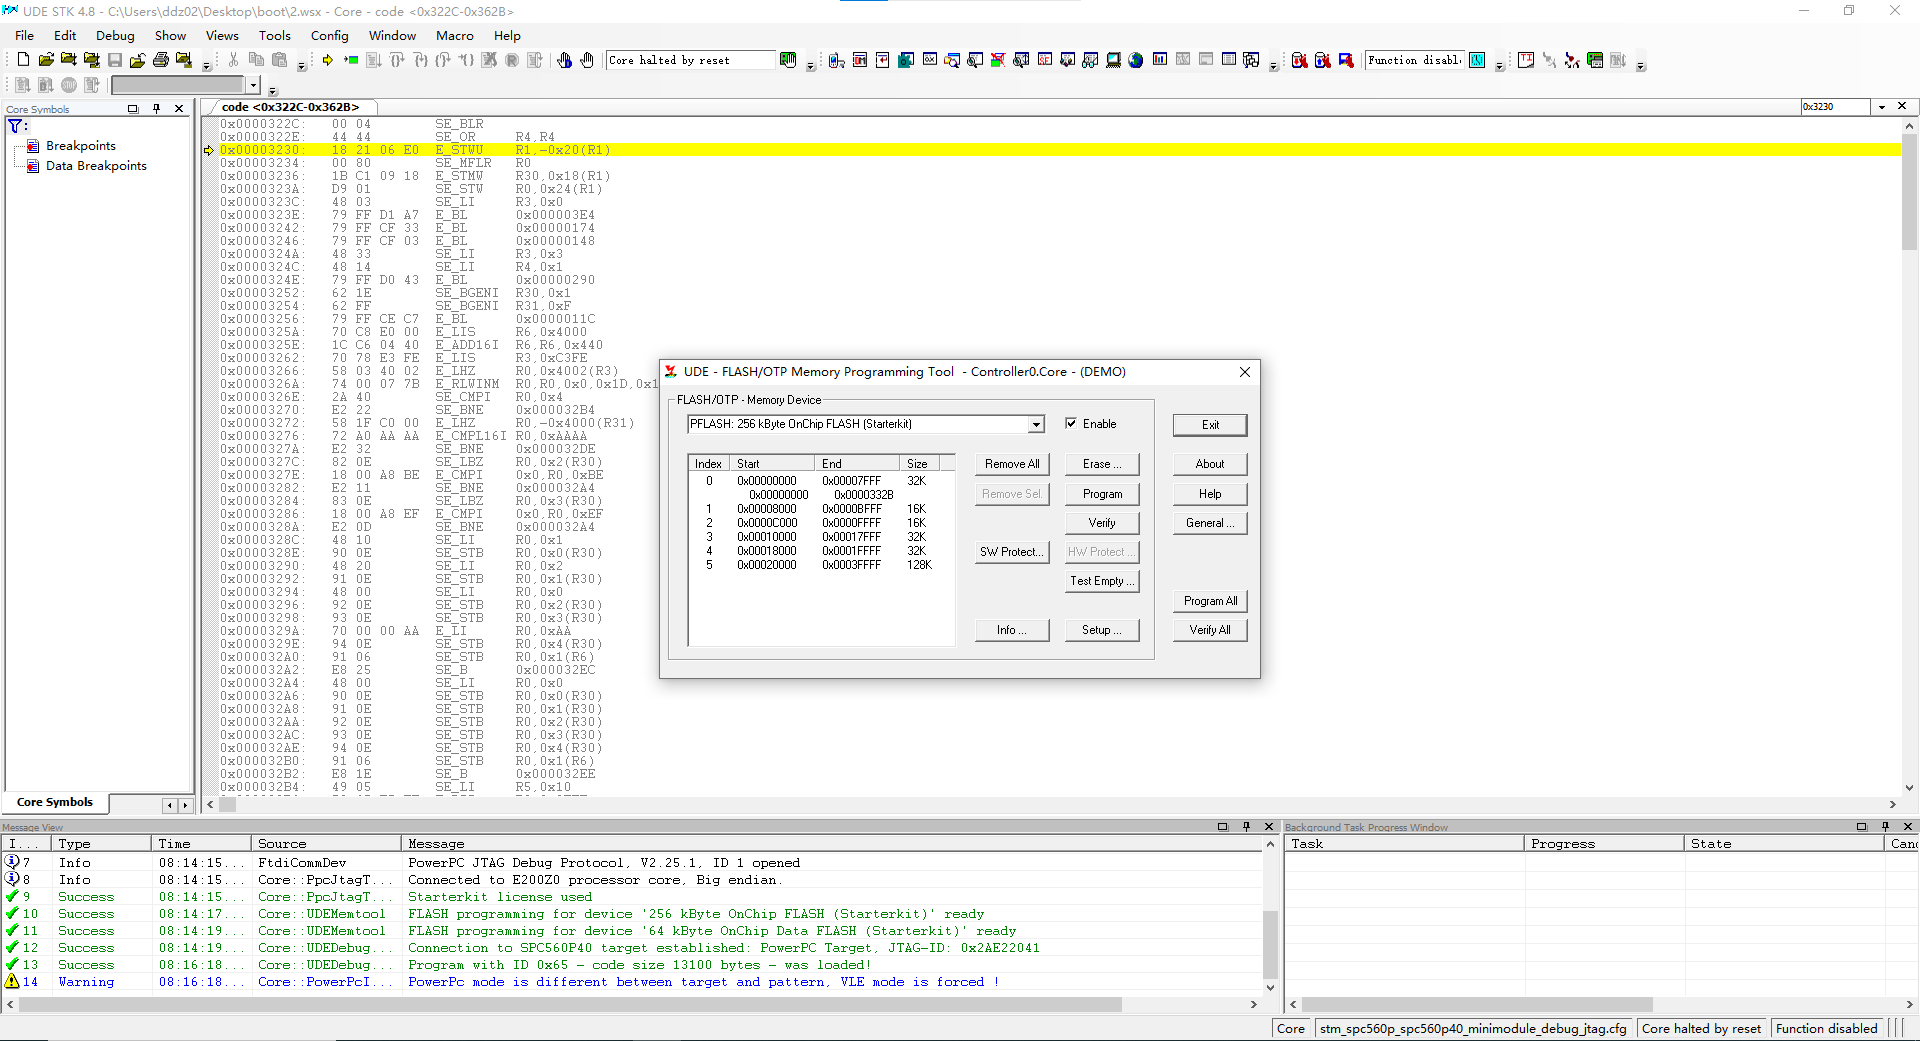 UDE STK 4.8 - C:\Users\ddz02\Desktop\boot\2.wsx - Core - code <0x322C-0x362B>
File Edit Debug Show Views Tools Config Window Macro Help
Core halted by reset
Function disabl
Core Symbols
Breakpoints
Data Breakpoints
Core Symbols
code <0x322C-0x362B>
0x3230
0x0000322C: 00 04 SE_BLR
0x0000322E: 44 44 SE_OR R4,R4
0x00003230: 18 21 06 E0 E_STWU R1,-0x20(R1)
0x00003234: 00 80 SE_MFLR R0
0x00003236: 1B C1 09 18 E_STMW R30,0x18(R1)
0x0000323A: D9 01 SE_STW R0,0x24(R1)
0x0000323C: 48 03 SE_LI R3,0x0
0x0000323E: 79 FF D1 A7 E_BL 0x000003E4
0x00003242: 79 FF CF 33 E_BL 0x00000174
0x00003246: 79 FF CF 03 E_BL 0x00000148
0x0000324A: 48 33 SE_LI R3,0x3
0x0000324C: 48 14 SE_LI R4,0x1
0x0000324E: 79 FF D0 43 E_BL 0x00000290
0x00003252: 62 1E SE_BGENI R30,0x1
0x00003254: 62 FF SE_BGENI R31,0xF
0x00003256: 79 FF CE C7 E_BL 0x0000011C
0x0000325A: 70 C8 E0 00 E_LIS R6,0x4000
0x0000325E: 1C C6 04 40 E_ADD16I R6,R6,0x440
0x00003262: 70 78 E3 FE E_LIS R3,0xC3FE
0x00003266: 58 03 40 02 E_LHZ R0,0x4002(R3)
0x0000326A: 74 00 07 7B E_RLWINM R0,R0,0x0,0x1D,0x1
0x0000326E: 2A 40 SE_CMPI R0,0x4
0x00003270: E2 22 SE_BNE 0x000032B4
0x00003272: 58 1F C0 00 E_LHZ R0,-0x4000(R31)
0x00003276: 72 A0 AA AA E_CMPL16I R0,0xAAAA
0x0000327A: E2 32 SE_BNE 0x000032DE
0x0000327C: 82 0E SE_LBZ R0,0x2(R30)
0x0000327E: 18 00 A8 BE E_CMPI 0x0,R0,0xBE
0x00003282: E2 11 SE_BNE 0x000032A4
0x00003284: 83 0E SE_LBZ R0,0x3(R30)
0x00003286: 18 00 A8 EF E_CMPI 0x0,R0,0xEF
0x0000328A: E2 0D SE_BNE 0x000032A4
0x0000328C: 48 10 SE_LI R0,0x1
0x0000328E: 90 0E SE_STB R0,0x0(R30)
0x00003290: 48 20 SE_LI R0,0x2
0x00003292: 91 0E SE_STB R0,0x1(R30)
0x00003294: 48 00 SE_LI R0,0x0
0x00003296: 92 0E SE_STB R0,0x2(R30)
0x00003298: 93 0E SE_STB R0,0x3(R30)
0x0000329A: 70 00 00 AA E_LI R0,0xAA
0x0000329E: 94 0E SE_STB R0,0x4(R30)
0x000032A0: 91 06 SE_STB R0,0x1(R6)
0x000032A2: E8 25 SE_B 0x000032EC
0x000032A4: 48 00 SE_LI R0,0x0
0x000032A6: 90 0E SE_STB R0,0x0(R30)
0x000032A8: 91 0E SE_STB R0,0x1(R30)
0x000032AA: 92 0E SE_STB R0,0x2(R30)
0x000032AC: 93 0E SE_STB R0,0x3(R30)
0x000032AE: 94 0E SE_STB R0,0x4(R30)
0x000032B0: 91 06 SE_STB R0,0x1(R6)
0x000032B2: E8 1E SE_B 0x000032EE
0x000032B4: 49 05 SE_LI R5,0x10
UDE - FLASH/OTP Memory Programming Tool - Controller0.Core - (DEMO)
FLASH/OTP - Memory Device
PFLASH: 256 kByte OnChip FLASH (Starterkit)
Enable
Exit
Index Start End Size
0 0x00000000 0x00007FFF 32K
0x00000000 0x0000332B
1 0x00008000 0x0000BFFF 16K
2 0x0000C000 0x0000FFFF 16K
3 0x00010000 0x00017FFF 32K
4 0x00018000 0x0001FFFF 32K
5 0x00020000 0x0003FFFF 128K
Remove All Erase ... About
Remove Sel. Program Help
Verify General ...
SW Protect... HW Protect ...
Test Empty ...
Program All
Info ... Setup ... Verify All
Message View
I... Type Time Source Message
7 Info 08:14:15... FtdiCommDev PowerPC JTAG Debug Protocol, V2.25.1, ID 1 opened
8 Info 08:14:15... Core::PpcJtagT... Connected to E200Z0 processor core, Big endian.
9 Success 08:14:15... Core::PpcJtagT... Starterkit license used
10 Success 08:14:17... Core::UDEMemtool FLASH programming for device '256 kByte OnChip FLASH (Starterkit)' ready
11 Success 08:14:19... Core::UDEMemtool FLASH programming for device '64 kByte OnChip Data FLASH (Starterkit)' ready
12 Success 08:14:19... Core::UDEDebug... Connection to SPC560P40 target established: PowerPC Target, JTAG-ID: 0x2AE22041
13 Success 08:16:18... Core::UDEDebug... Program with ID 0x65 - code size 13100 bytes - was loaded!
14 Warning 08:16:18... Core::PowerPcI... PowerPc mode is different between target and pattern, VLE mode is forced !
Background Task Progress Window
Task Progress State Canc
Core stm_spc560p_spc560p40_minimodule_debug_jtag.cfg Core halted by reset Function disabled